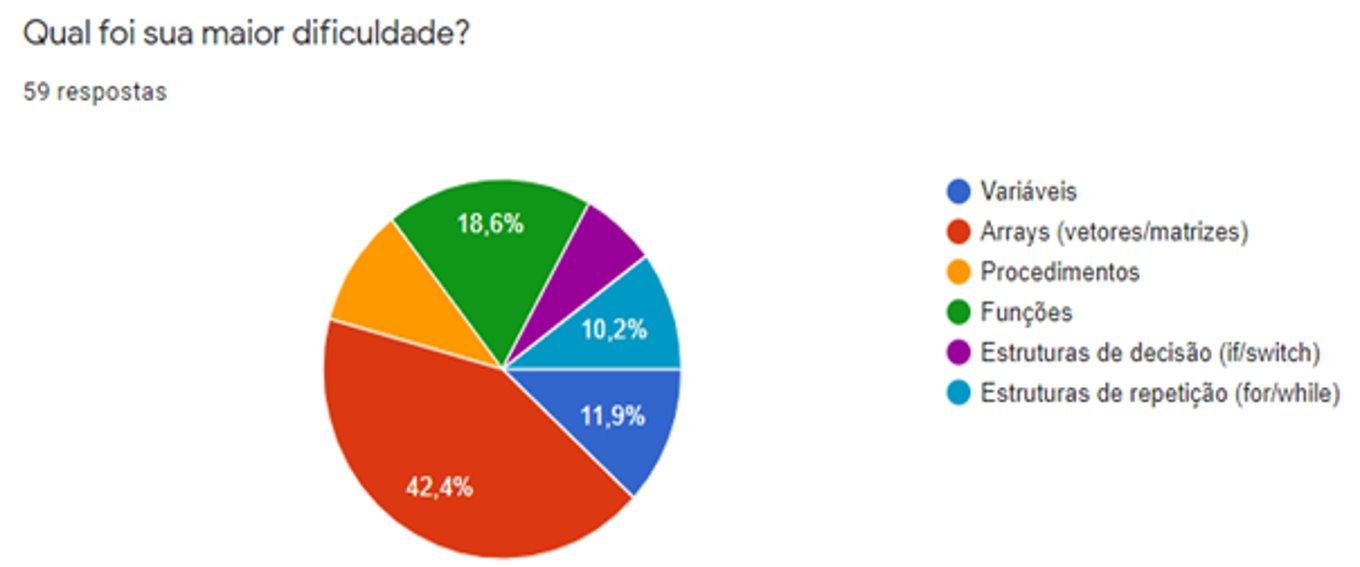 Qual foi sua maior dificuldade?
59 respostas
18,6%
10,2%
11,9%
42,4%
Variáveis
Arrays (vetores/matrizes)
Procedimentos
Funções
Estruturas de decisão (if/switch)
Estruturas de repetição (for/while)